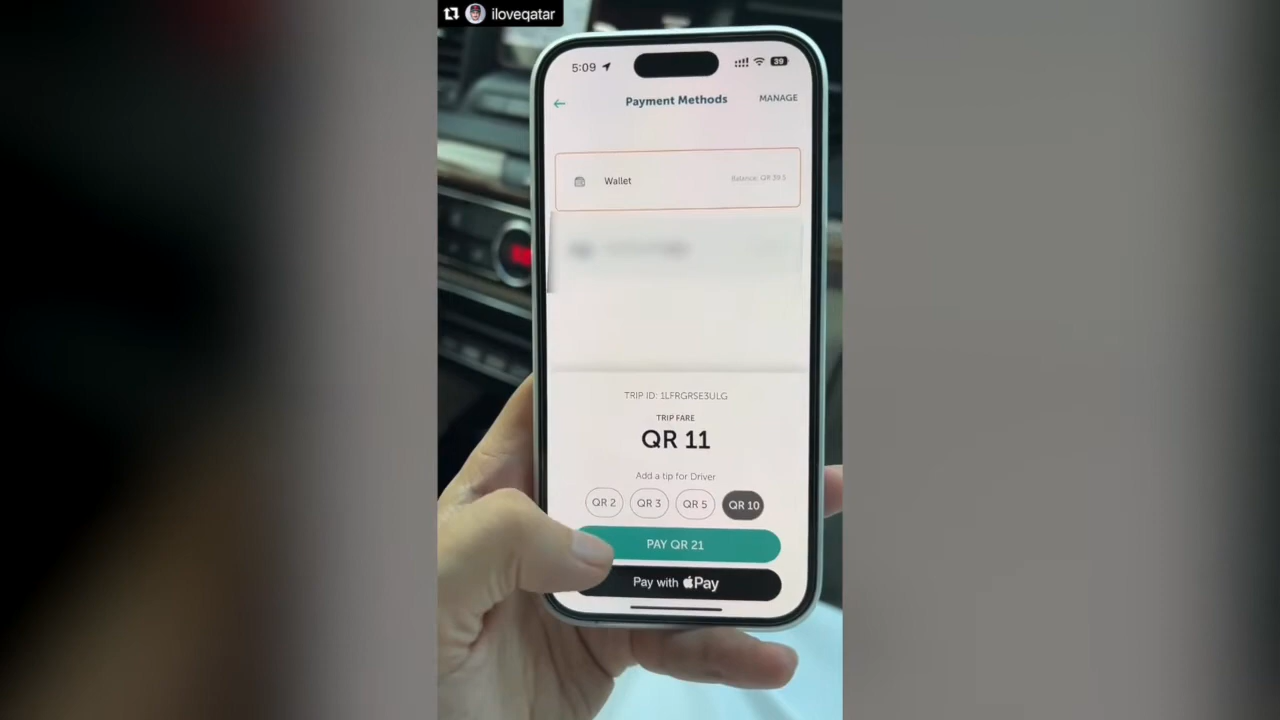 iloveqatar
5:09
39
Payment Methods
MANAGE
Wallet
Balance: QR 39.5
TRIP ID: 1LFRGRSE3ULG
TRIP FARE
QR 11
Add a tip for Driver
QR 2
QR 3
QR 5
QR 10
PAY QR 21
Pay with Pay